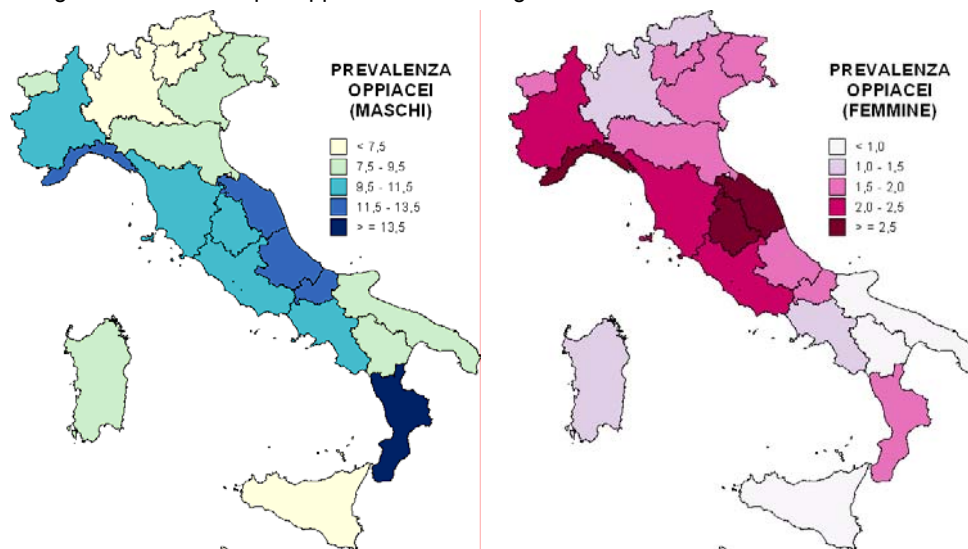 PREVALENZA
OPPIACEI
(MASCHI)
< 7,5
7,5 - 9,5
9,5 - 11,5
11,5 - 13,5
> = 13,5
PREVALENZA
OPPIACEI
(FEMMINE)
< 1,0
1,0 - 1,5
1,5 - 2,0
2,0 - 2,5
> = 2,5